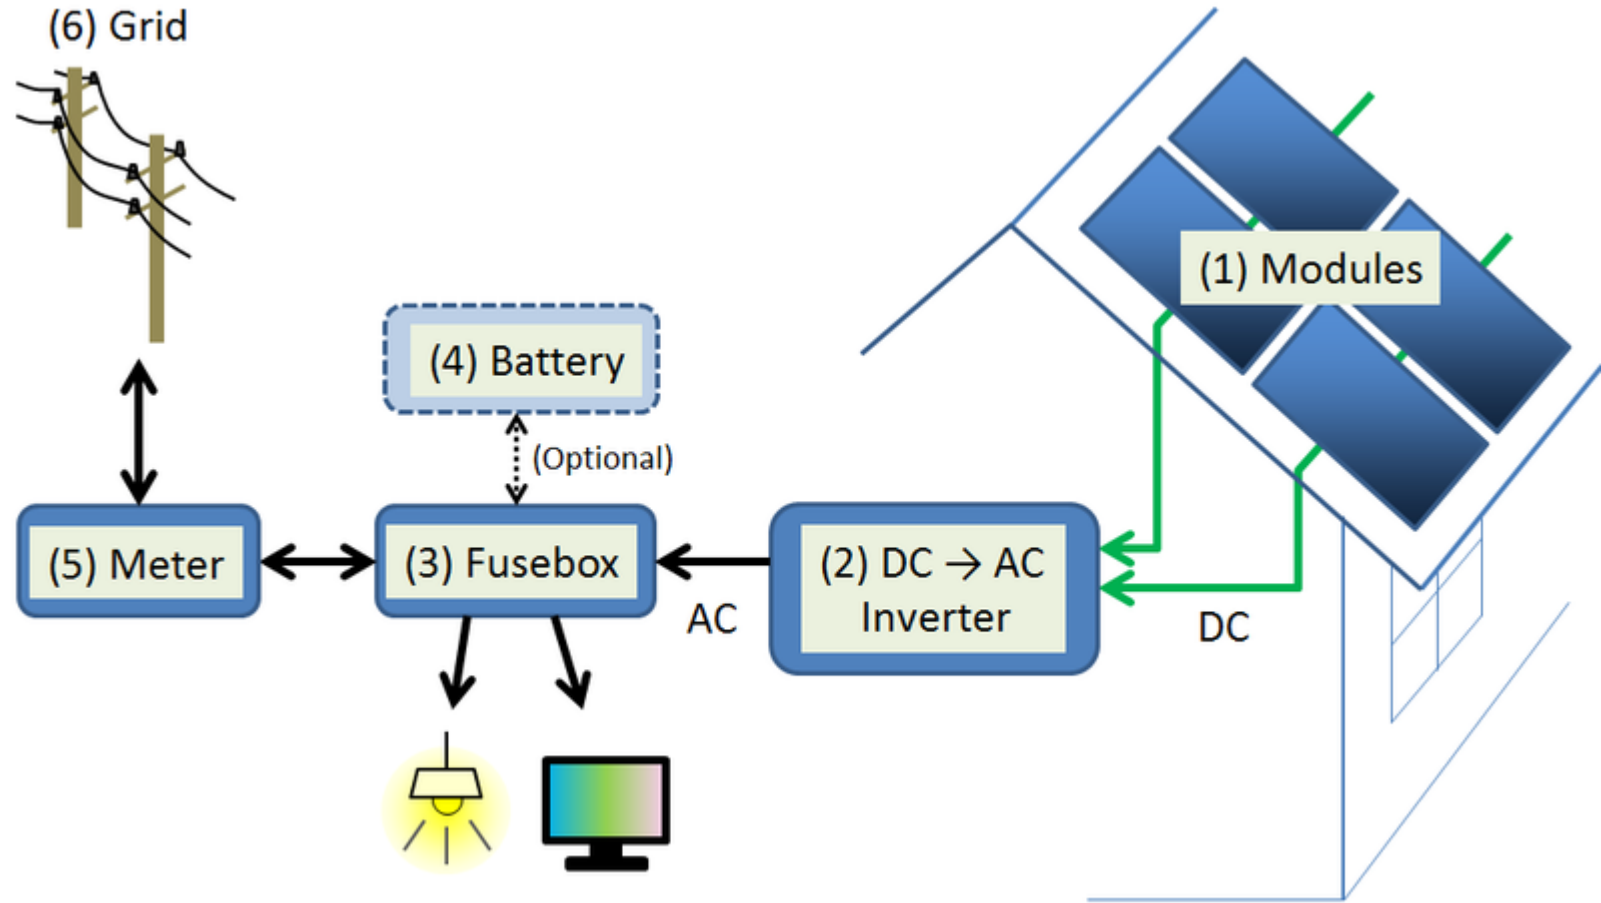 (6) Grid
(1) Modules
(4) Battery
(Optional)
(5) Meter
(3) Fusebox
(2) DC → AC
Inverter
AC
DC